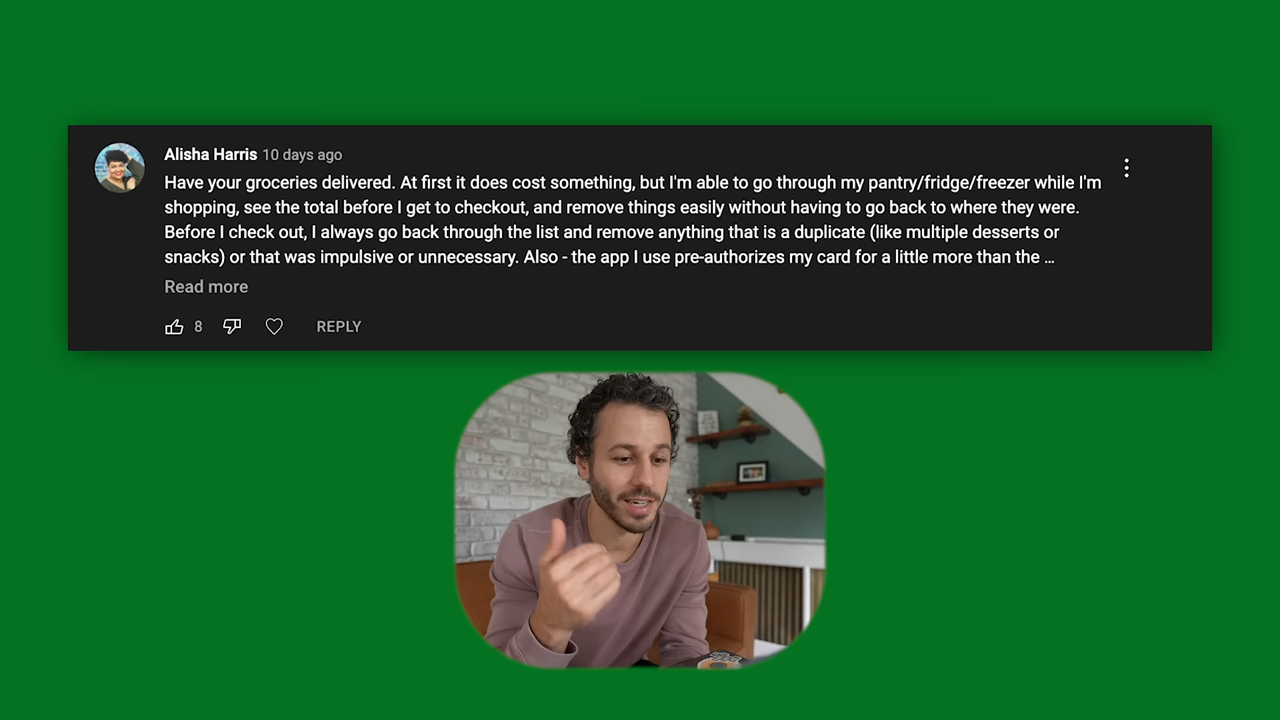 Alisha Harris 10 days ago
Have your groceries delivered. At first it does cost something, but I'm able to go through my pantry/fridge/freezer while I'm
shopping, see the total before I get to checkout, and remove things easily without having to go back to where they were.
Before I check out, I always go back through the list and remove anything that is a duplicate (like multiple desserts or
snacks) or that was impulsive or unnecessary. Also - the app I use pre-authorizes my card for a little more than the ...
Read more
8
REPLY